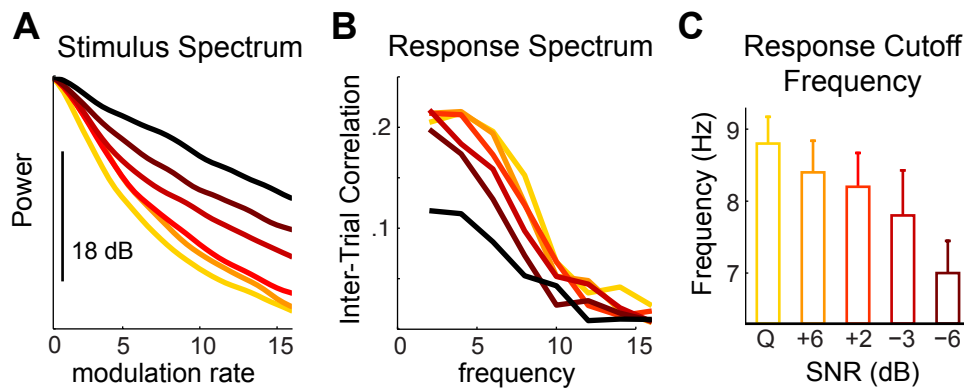 A
Stimulus Spectrum
Power
18 dB
0
5
10
15
modulation rate
B
Response Spectrum
Inter-Trial Correlation
.2
.1
0
5
10
15
frequency
C
Response Cutoff
Frequency
Frequency (Hz)
9
8
7
Q
+6
+2
−3
−6
SNR (dB)